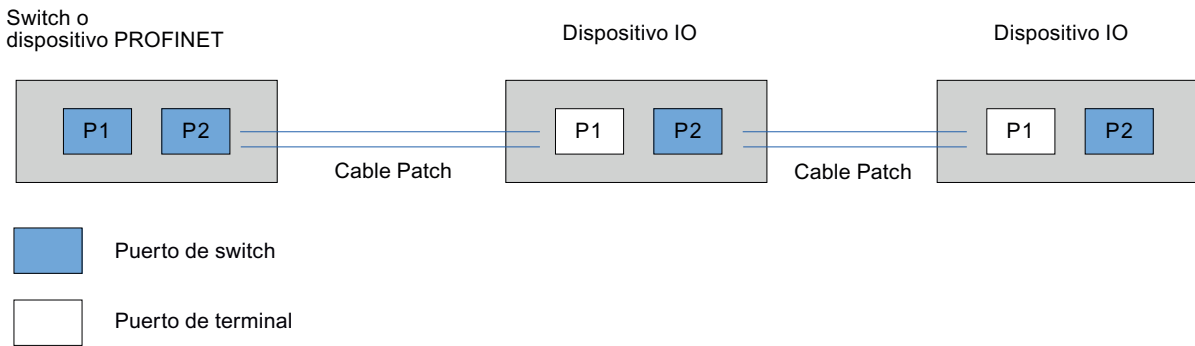 Switch o
dispositivo PROFINET
Dispositivo IO
Dispositivo IO
P1
P2
P1
P2
P1
P2
Cable Patch
Cable Patch
Puerto de switch
Puerto de terminal